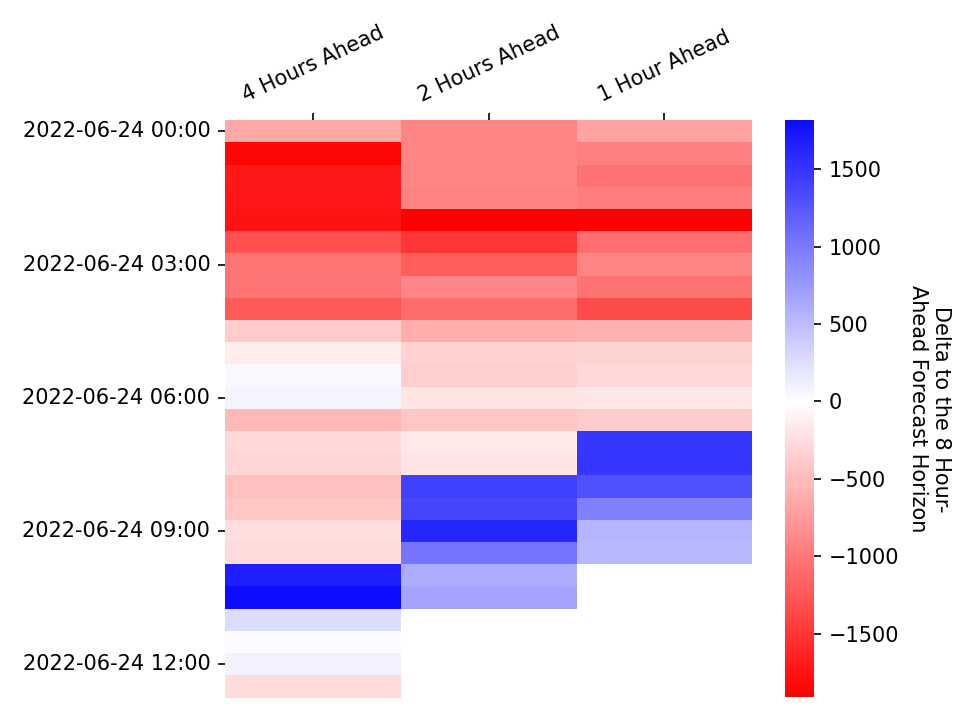 4 Hours Ahead
2 Hours Ahead
1 Hour Ahead
2022-06-24 00:00
2022-06-24 03:00
2022-06-24 06:00
2022-06-24 09:00
2022-06-24 12:00
1500
1000
500
0
−500
−1000
−1500
Delta to the 8 Hour-
Ahead Forecast Horizon